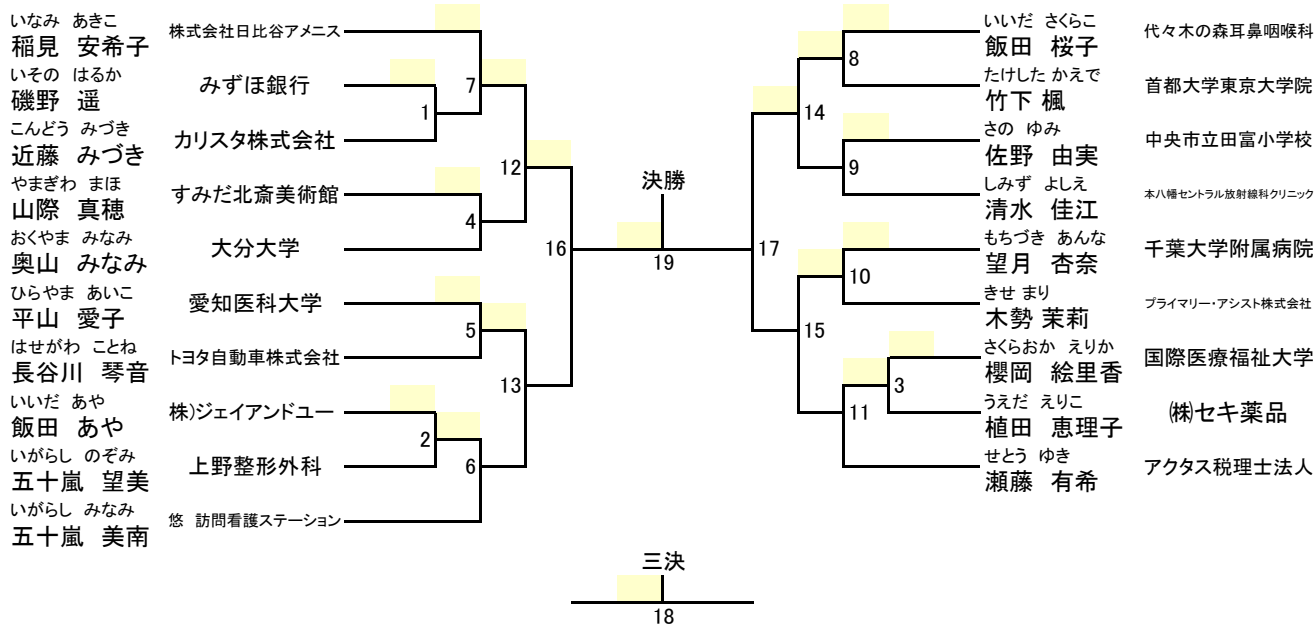 いなみ あきこ
稲見 安希子 株式会社日比谷アメニス
いその はるか
磯野 遥 みずほ銀行
こんどう みづき
近藤 みづき カリスタ株式会社
やまぎわ まほ
山際 真穂 すみだ北斎美術館
おくやま みなみ
奥山 みなみ 大分大学
ひらやま あいこ
平山 愛子 愛知医科大学
はせがわ ことね
長谷川 琴音 トヨタ自動車株式会社
いいだ あや
飯田 あや 株)ジェイアンドユー
いがらし のぞみ
五十嵐 望美 上野整形外科
いがらし みなみ
五十嵐 美南 悠 訪問看護ステーション
7
1
12
4
16
5
13
2
6
決勝
19
三決
18
8
14
9
17
10
15
3
11
いいだ さくらこ
飯田 桜子 代々木の森耳鼻咽喉科
たけした かえで
竹下 楓 首都大学東京大学院
さの ゆみ
佐野 由実 中央市立田富小学校
しみず よしえ
清水 佳江 本八幡セントラル放射線科クリニック
もちづき あんな
望月 杏奈 千葉大学附属病院
きせ まり
木勢 茉莉 プライマリー・アシスト株式会社
さくらおか えりか
櫻岡 絵里香 国際医療福祉大学
うえだ えりこ
植田 恵理子 ㈱セキ薬品
せとう ゆき
瀬藤 有希 アクタス税理士法人